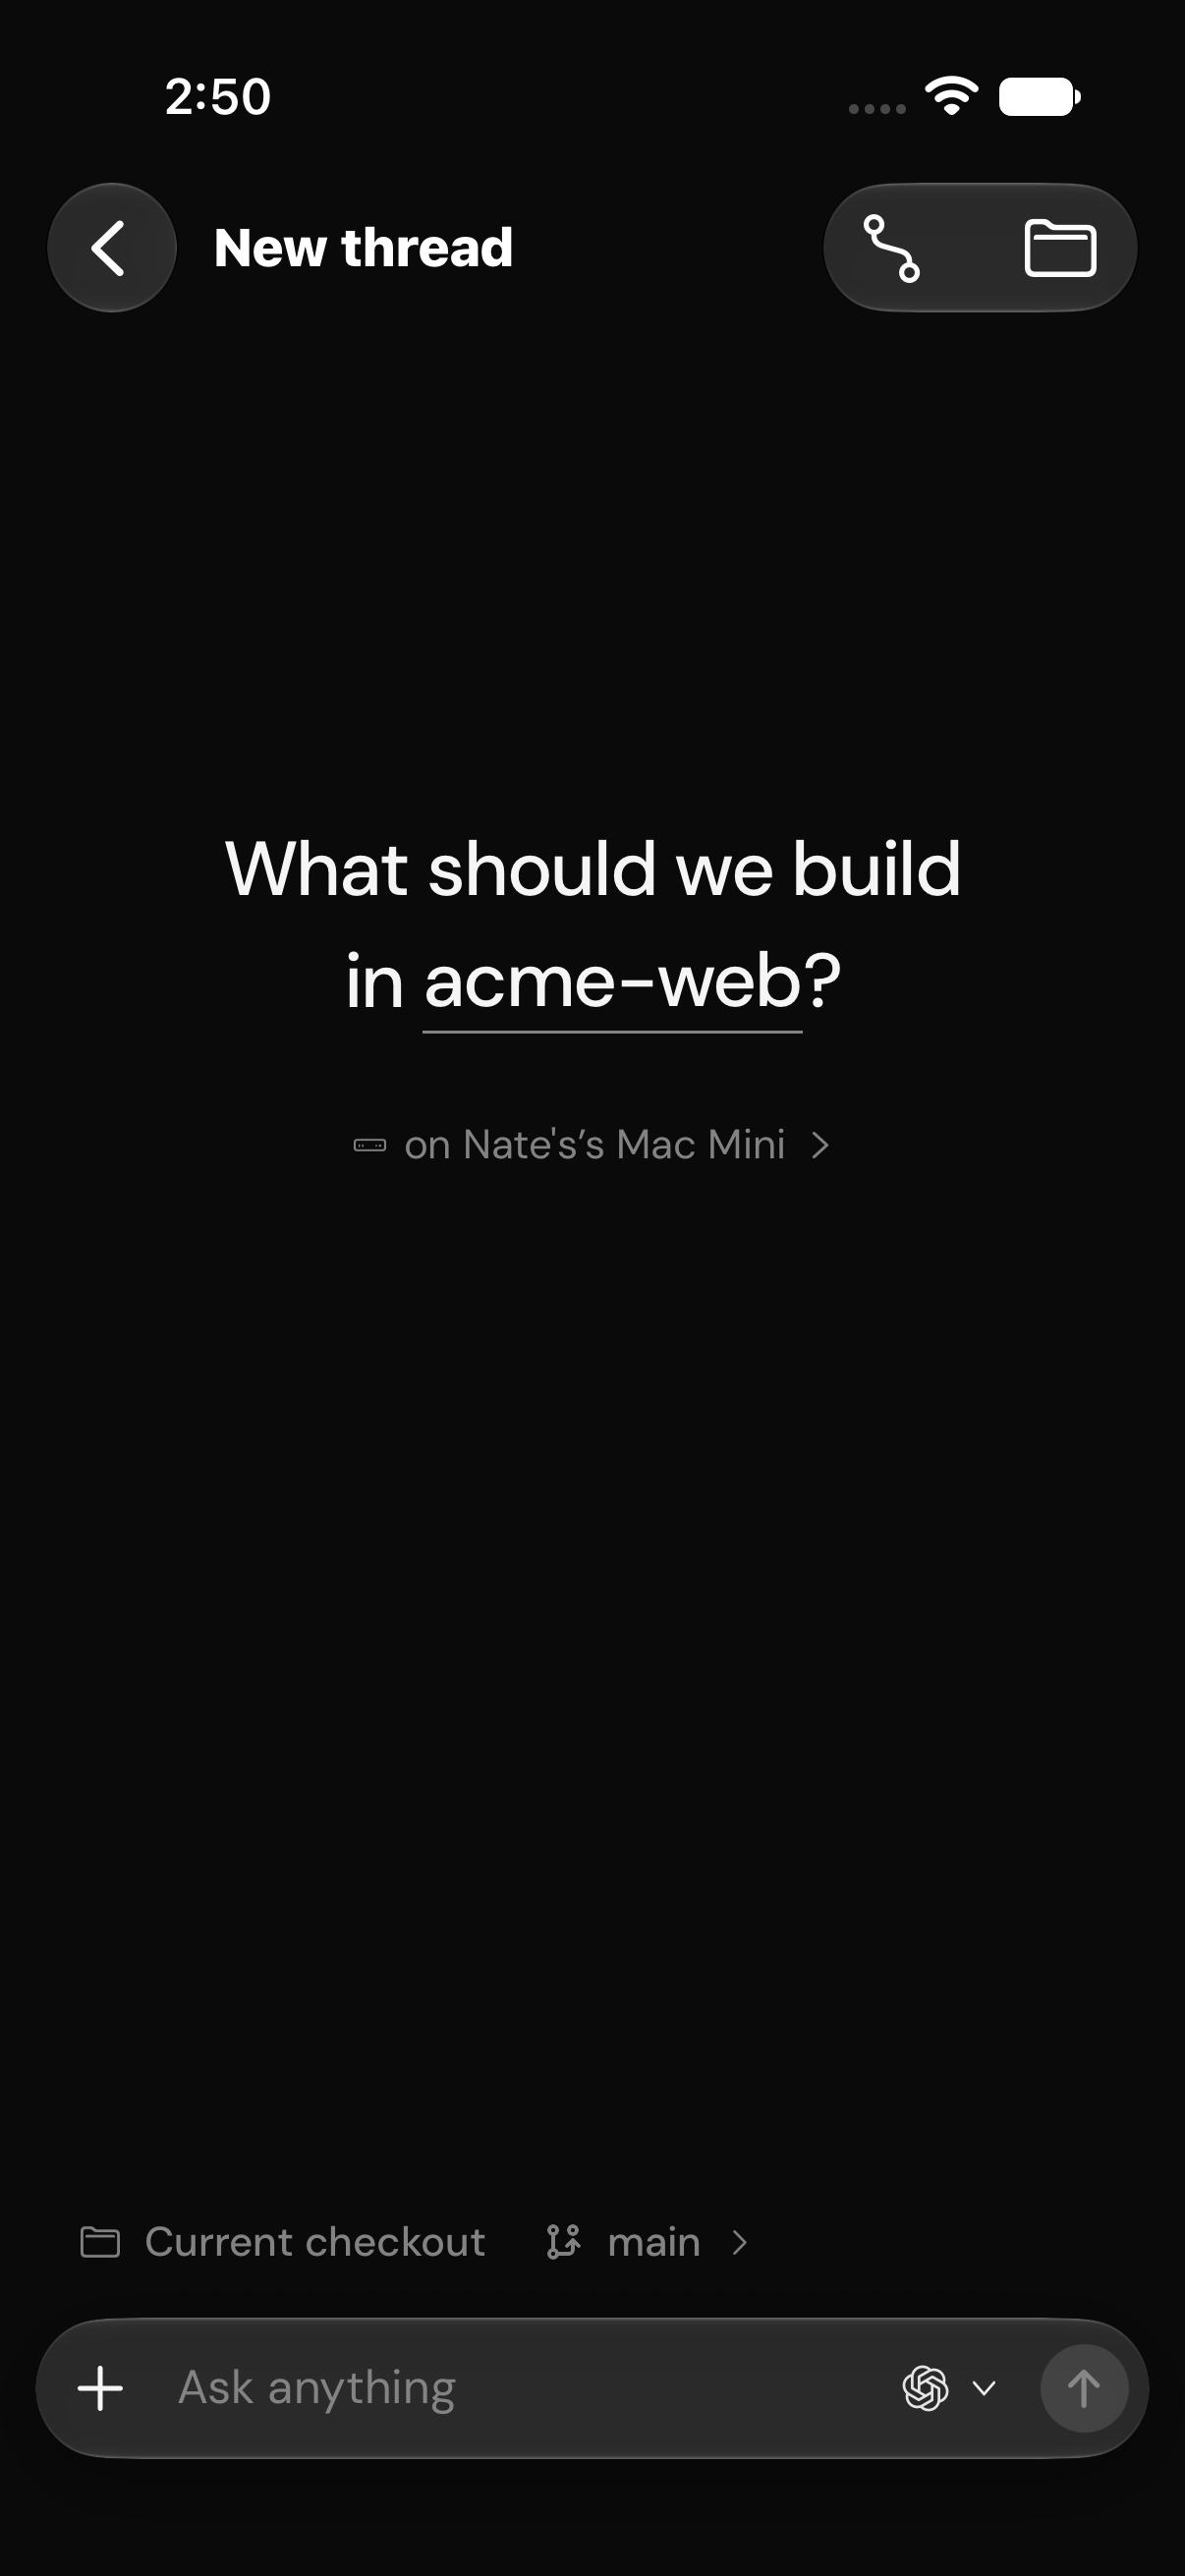 2:50
New thread
What should we build
in acme-web?
on Nate's’s Mac Mini
Current checkout main
Ask anything